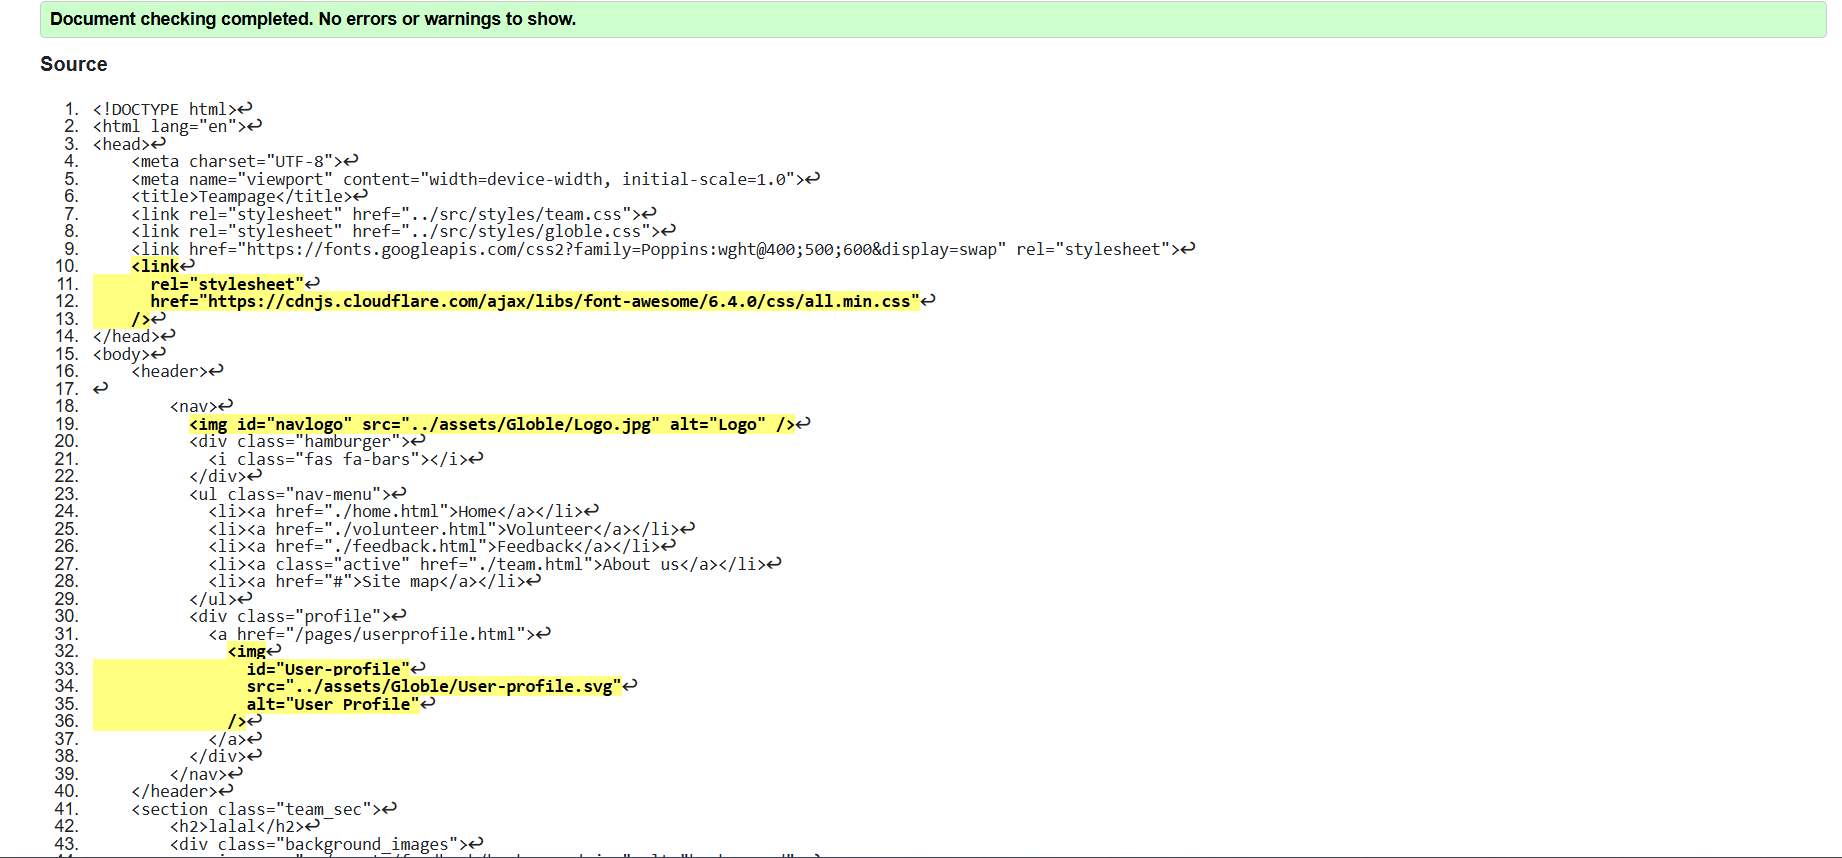 Document checking completed. No errors or warnings to show.
Source
1. <!DOCTYPE html>↩
2. <html lang="en">↩
3. <head>↩
4. <meta charset="UTF-8">↩
5. <meta name="viewport" content="width=device-width, initial-scale=1.0">↩
6. <title>Teampage</title>↩
7. <link rel="stylesheet" href="../src/styles/team.css">↩
8. <link rel="stylesheet" href="../src/styles/globle.css">↩
9. <link href="https://fonts.googleapis.com/css2?family=Poppins:wght@400;500;600&display=swap" rel="stylesheet">↩
10. <link↩
11. rel="stylesheet"↩
12. href="https://cdnjs.cloudflare.com/ajax/libs/font-awesome/6.4.0/css/all.min.css"↩
13. />↩
14. </head>↩
15. <body>↩
16. <header>↩
17. ↩
18. <nav>↩
19. <img id="navlogo" src="../assets/Globle/Logo.jpg" alt="Logo" />↩
20. <div class="hamburger">↩
21. <i class="fas fa-bars"></i>↩
22. </div>↩
23. <ul class="nav-menu">↩
24. <li><a href="./home.html">Home</a></li>↩
25. <li><a href="./volunteer.html">Volunteer</a></li>↩
26. <li><a href="./feedback.html">Feedback</a></li>↩
27. <li><a class="active" href="./team.html">About us</a></li>↩
28. <li><a href="#">Site map</a></li>↩
29. </ul>↩
30. <div class="profile">↩
31. <a href="/pages/userprofile.html">↩
32. <img↩
33. id="User-profile"↩
34. src="../assets/Globle/User-profile.svg"↩
35. alt="User Profile"↩
36. />↩
37. </a>↩
38. </div>↩
39. </nav>↩
40. </header>↩
41. <section class="team_sec">↩
42. <h2>lalal</h2>↩
43. <div class="background_images">↩